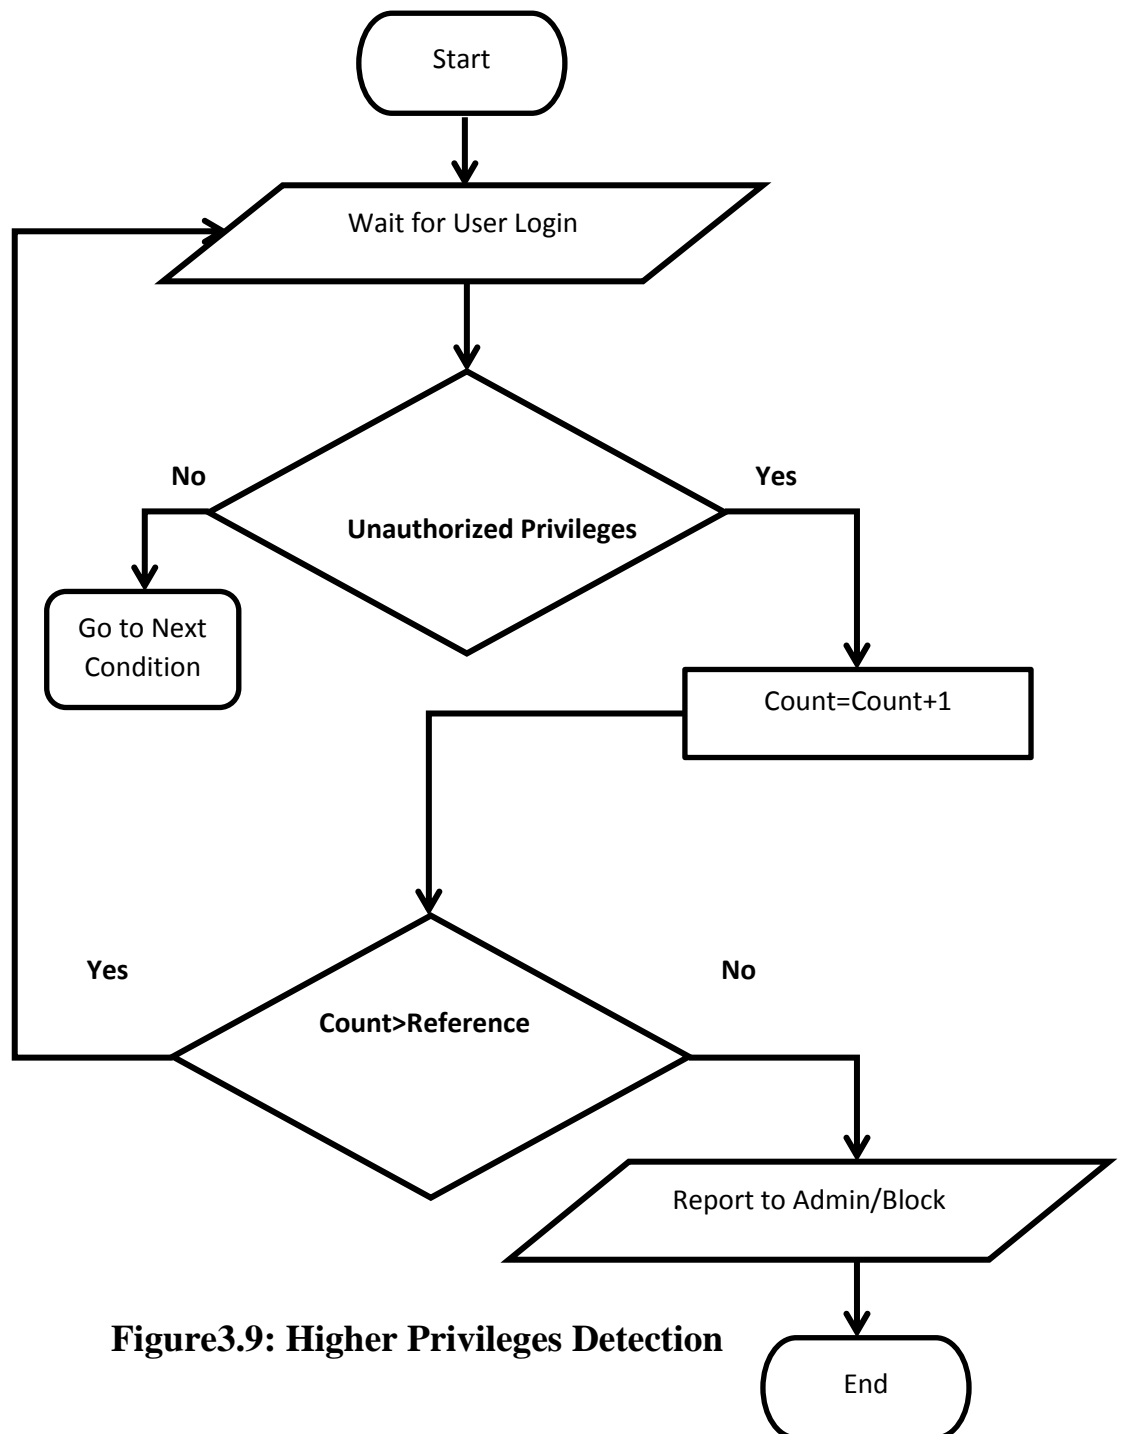 Start
Wait for User Login
No
Yes
Unauthorized Privileges
Go to Next
Condition
Count=Count+1
Yes
No
Count>Reference
Report to Admin/Block
Figure3.9: Higher Privileges Detection
End